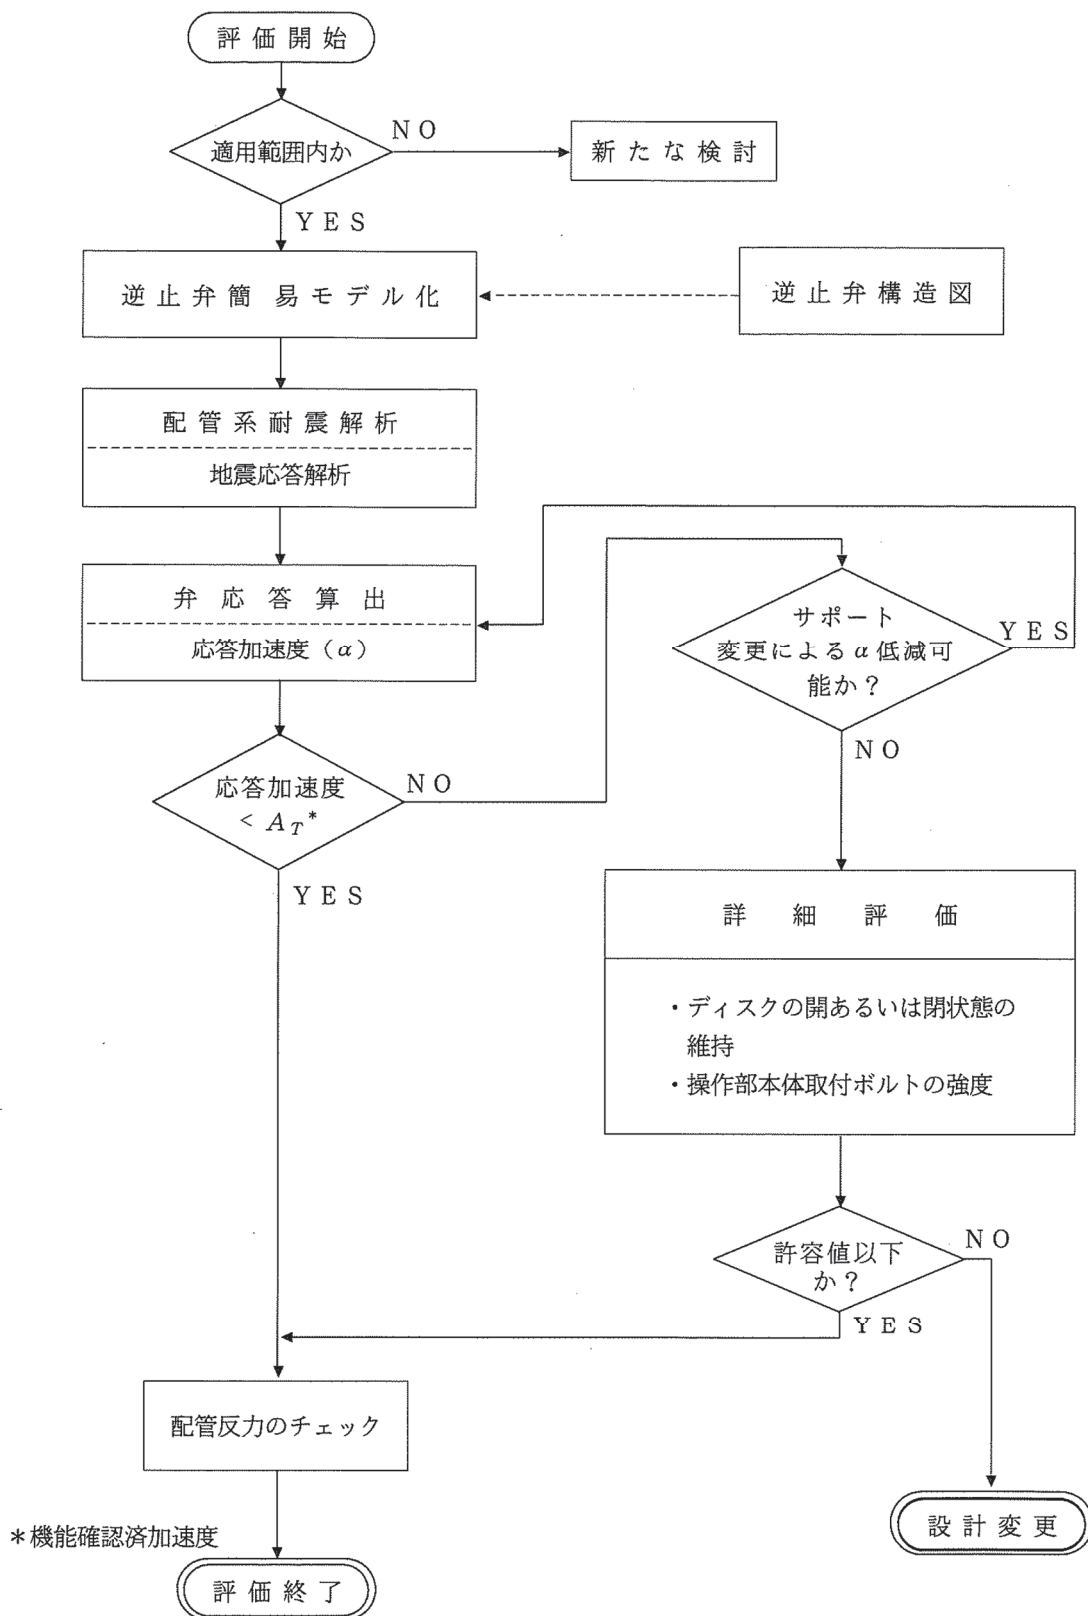 評価開始
適用範囲内か
NO
新たな検討
YES
逆止弁簡易モデル化
逆止弁構造図
配管系耐震解析
地震応答解析
弁応答算出
応答加速度(α)
サポート
変更によるα低減可
能か?
YES
NO
応答加速度
< A_T*
NO
YES
詳細評価
・ディスクの開あるいは閉状態の
維持
・操作部本体取付ボルトの強度
許容値以下
か?
NO
YES
配管反力のチェック
設計変更
*機能確認済加速度
評価終了